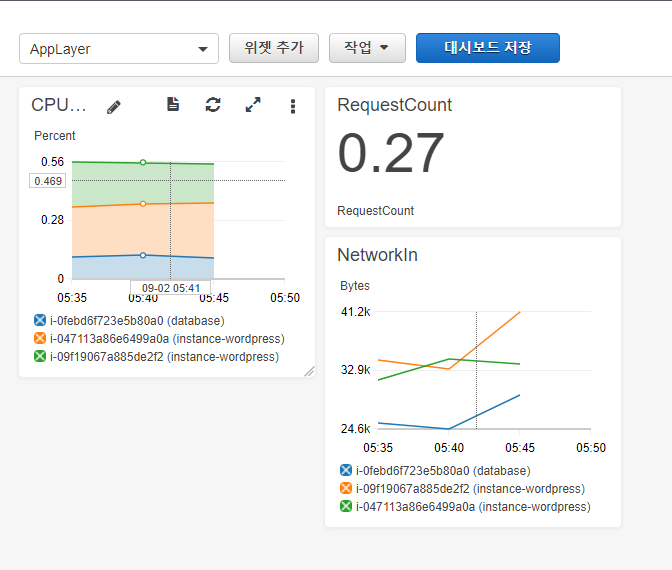 AppLayer
위젯 추가
작업
대시보드 저장
CPU...
Percent
0.56
0.469
0.28
0
09-02 05:41
05:35 05:40 05:45 05:50
i-0febd6f723e5b80a0 (database)
i-047113a86e6499a0a (instance-wordpress)
i-09f19067a885de2f2 (instance-wordpress)
RequestCount
0.27
RequestCount
NetworkIn
Bytes
41.2k
32.9k
24.6k
05:35 05:40 05:45 05:50
i-0febd6f723e5b80a0 (database)
i-09f19067a885de2f2 (instance-wordpress)
i-047113a86e6499a0a (instance-wordpress)